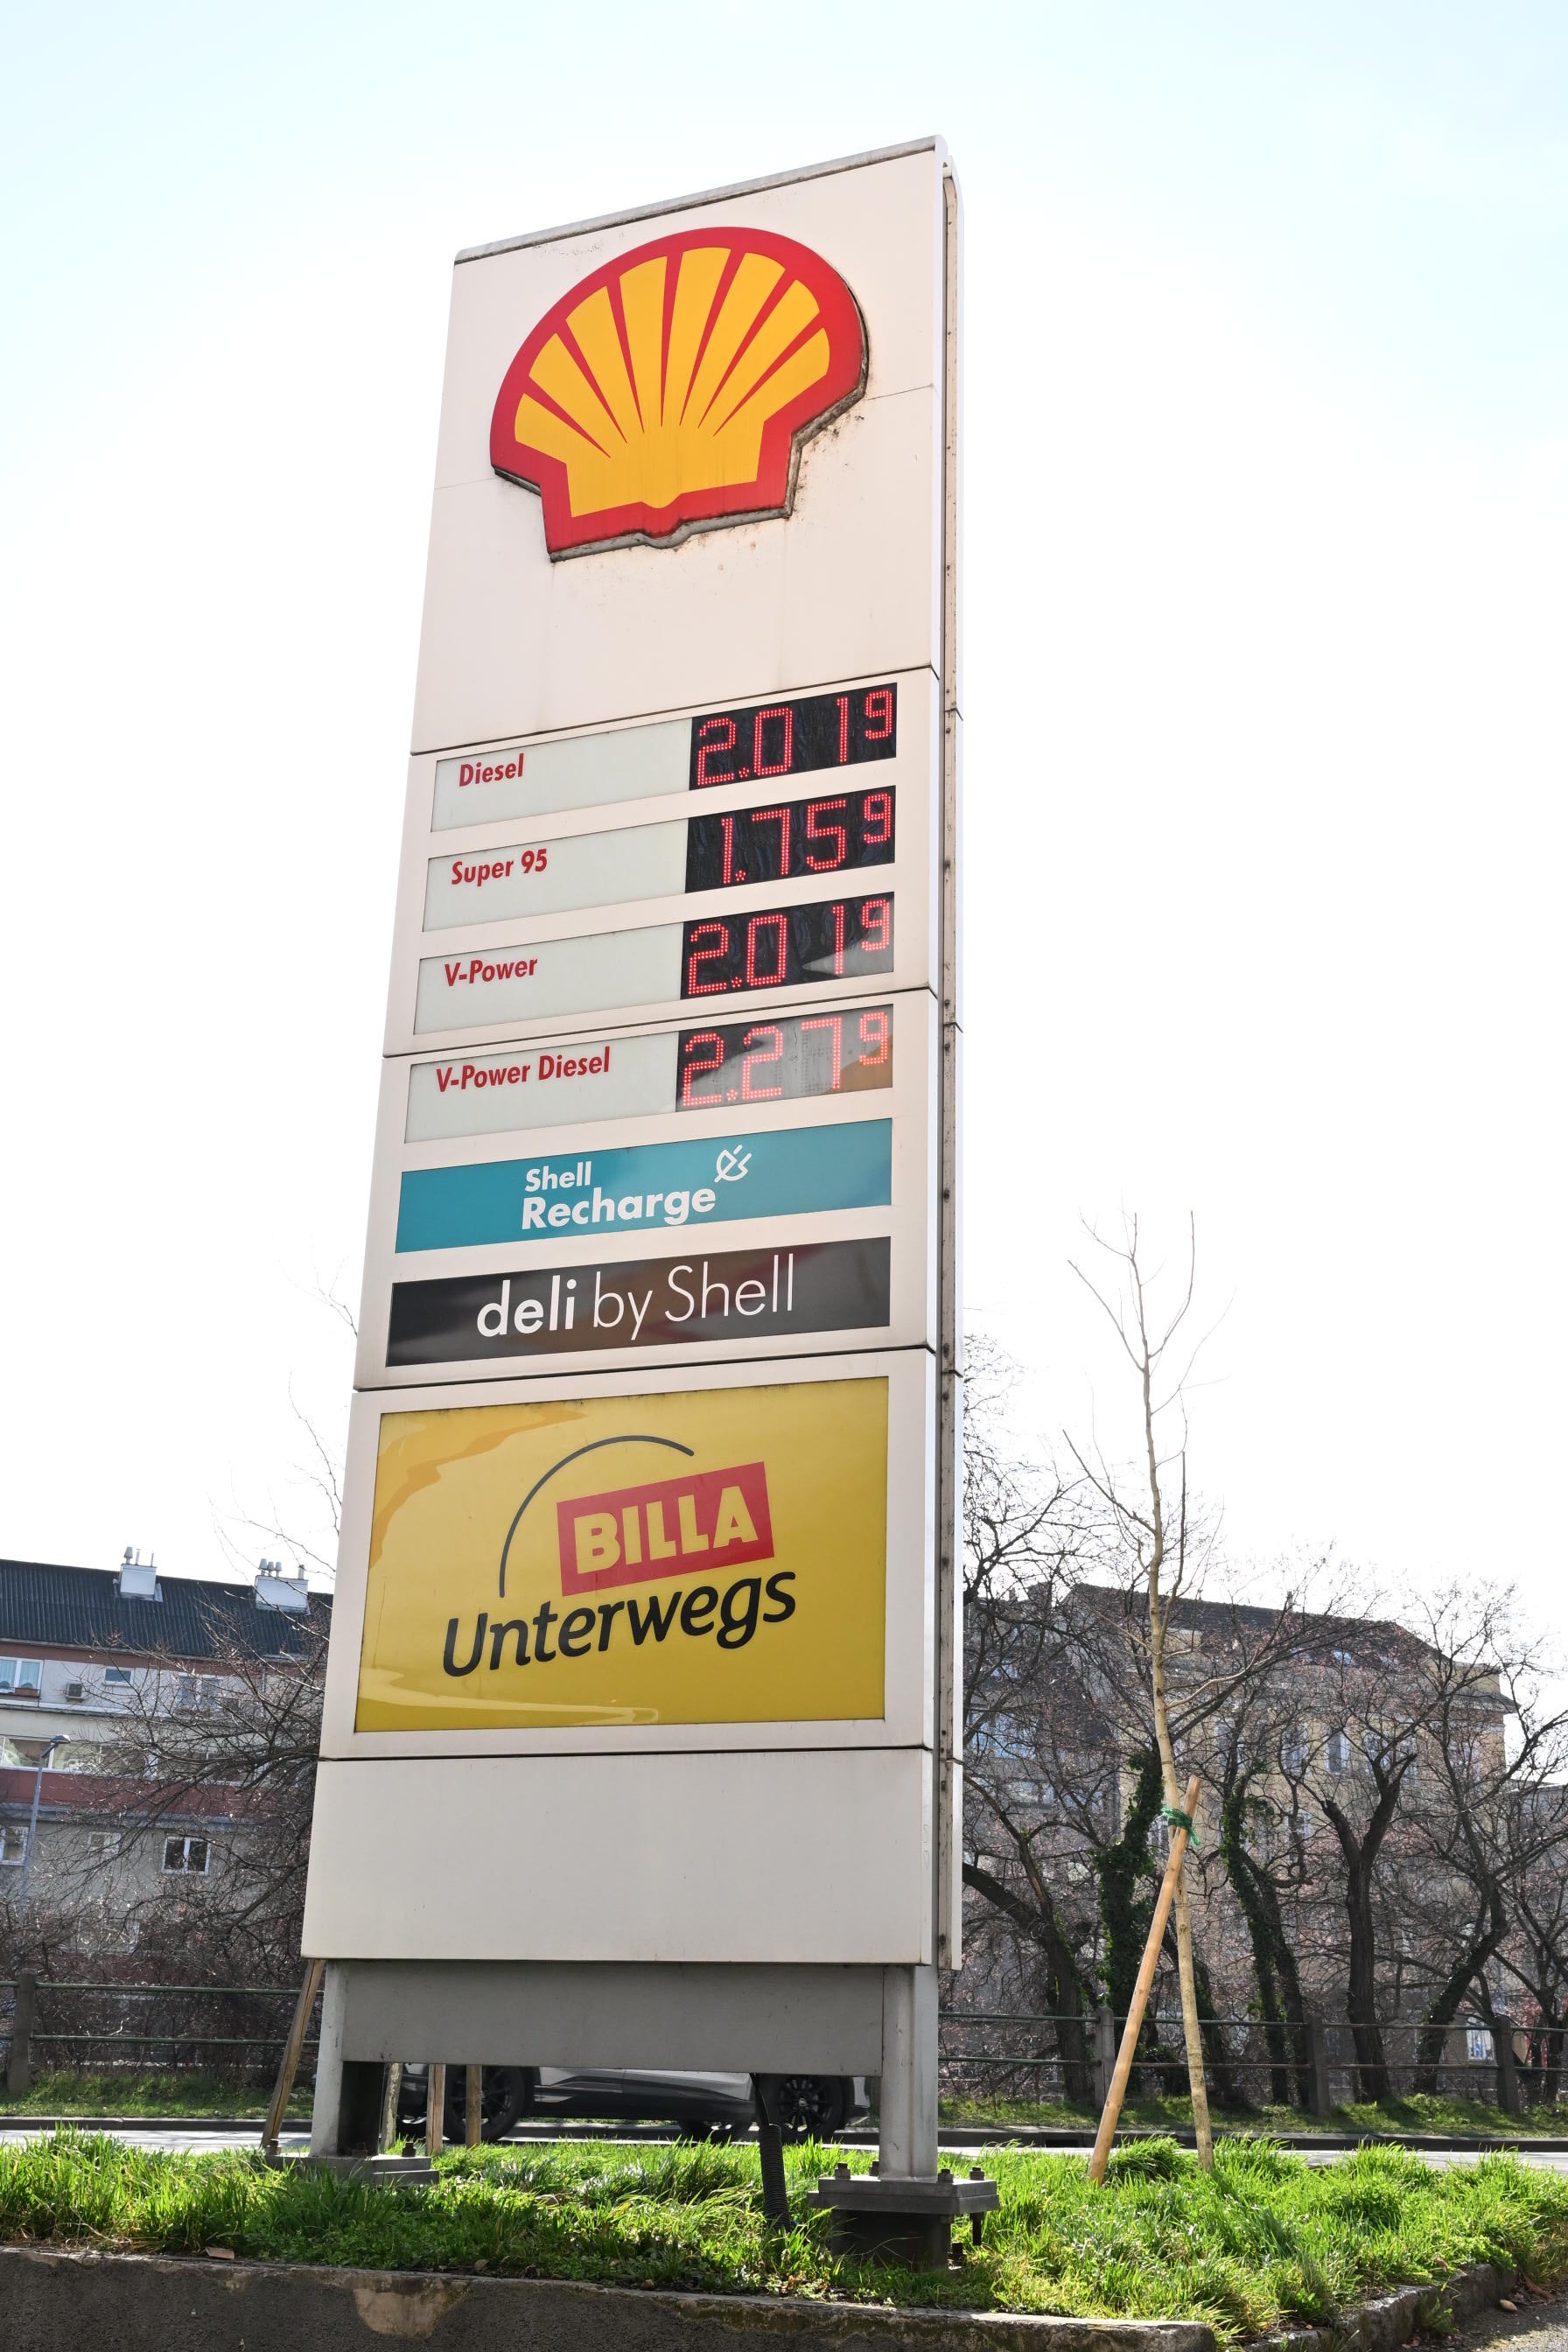 Diesel 2.019
Super 95 1.759
V-Power 2.019
V-Power Diesel 2.279
Shell
Recharge
deli by Shell
BILLA
Unterwegs